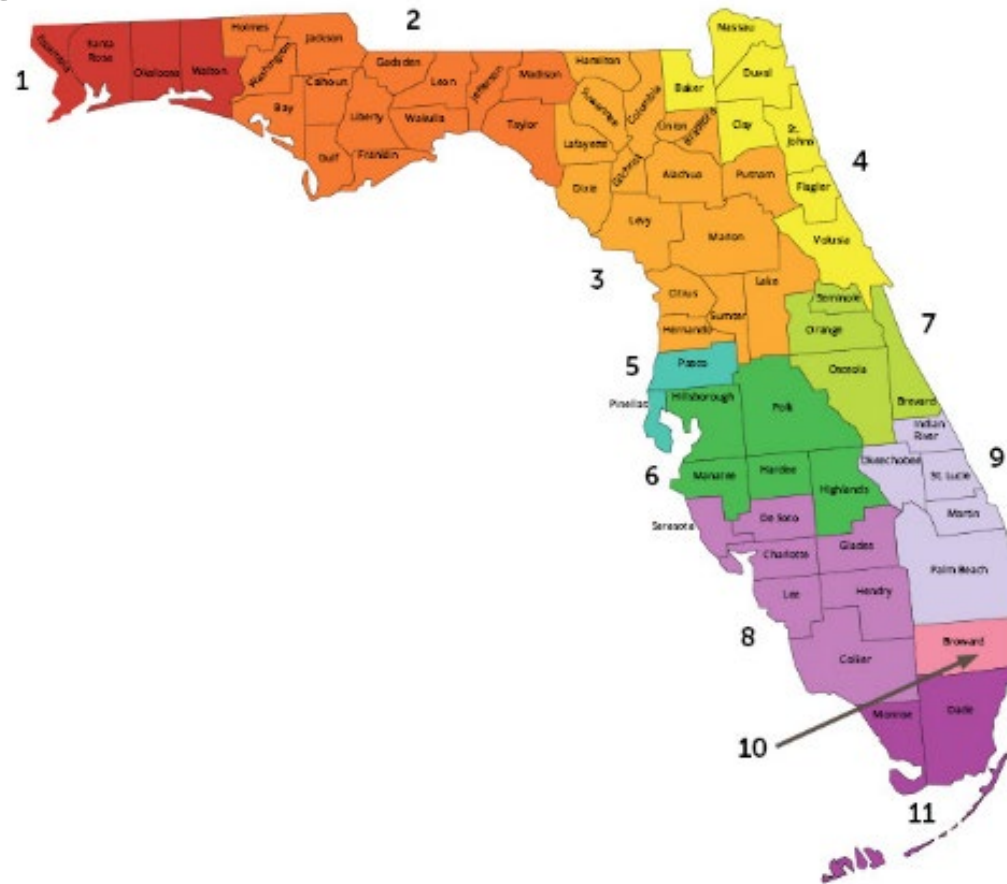 2
1
Escambia
Santa
Rosa
Okaloosa
Walton
Holmes
Washington
Jackson
Bay
Calhoun
Gulf
Liberty
Franklin
Gadsden
Leon
Wakulla
Jefferson
Madison
Taylor
Hamilton
Suwannee
Columbia
Lafayette
Dixie
Gilchrist
Union
Bradford
Alachua
Putnam
Levy
Marion
3
Citrus
Hernando
Sumter
Lake
Nassau
Baker
Duval
Clay
St.
Johns
4
Flagler
Volusia
5
Pasco
Pinellas
Hillsborough
Polk
6
Manatee
Hardee
Highlands
Seminole
Orange
Osceola
Brevard
7
Indian
River
Okeechobee
St. Lucie
9
Martin
Palm Beach
Sarasota
De Soto
Charlotte
Glades
Lee
Hendry
8
Collier
Broward
10
Monroe
Dade
11